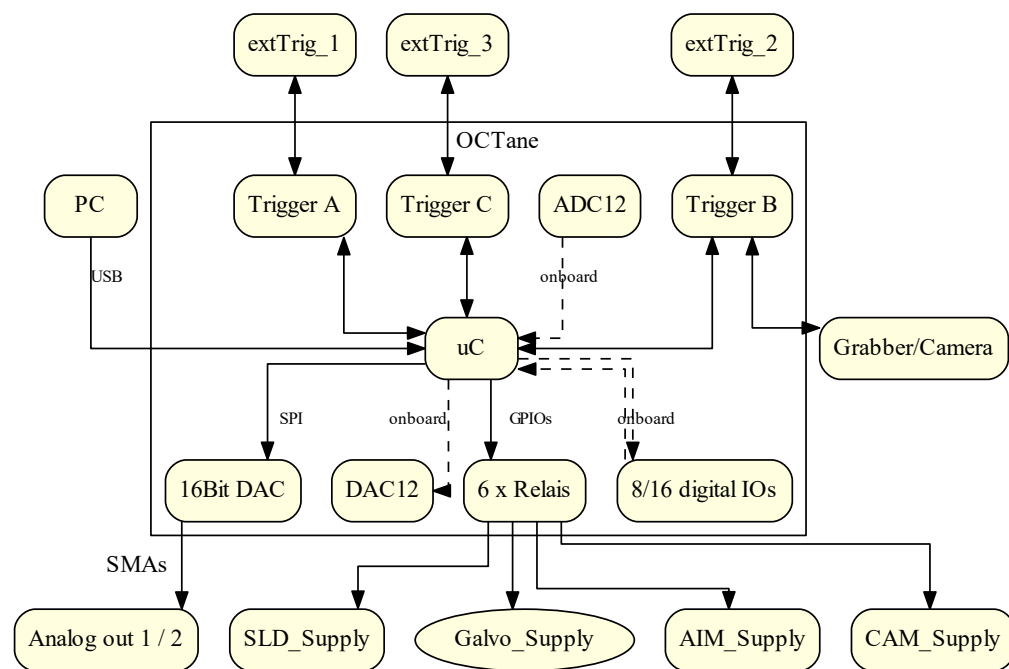 extTrig_1
extTrig_3
extTrig_2
OCTane
PC
Trigger A
Trigger C
ADC12
Trigger B
USB
onboard
uC
Grabber/Camera
SPI
onboard
GPIOs
onboard
16Bit DAC
DAC12
6 x Relais
8/16 digital IOs
SMAs
Analog out 1 / 2
SLD_Supply
Galvo_Supply
AIM_Supply
CAM_Supply